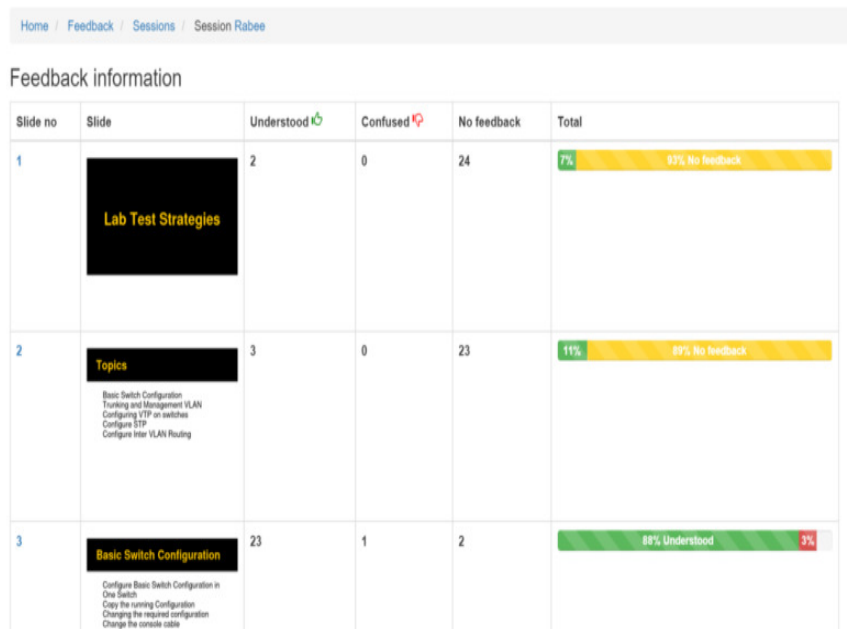 Home / Feedback / Sessions / Session Rabee
Feedback information
Slide no Slide Understood Confused No feedback Total
1
Lab Test Strategies
2 0 24
7% 93% No feedback
2
Topics
Basic Switch Configuration
Trunking and Management VLAN
Configuring VTP on switches
Configure STP
Configure Inter VLAN Routing
3 0 23
11% 89% No feedback
3
Basic Switch Configuration
Configure Basic Switch Configuration in
One Switch
Copy the running Configuration
Changing the required configuration
Change the console cable
23 1 2
88% Understood 3%